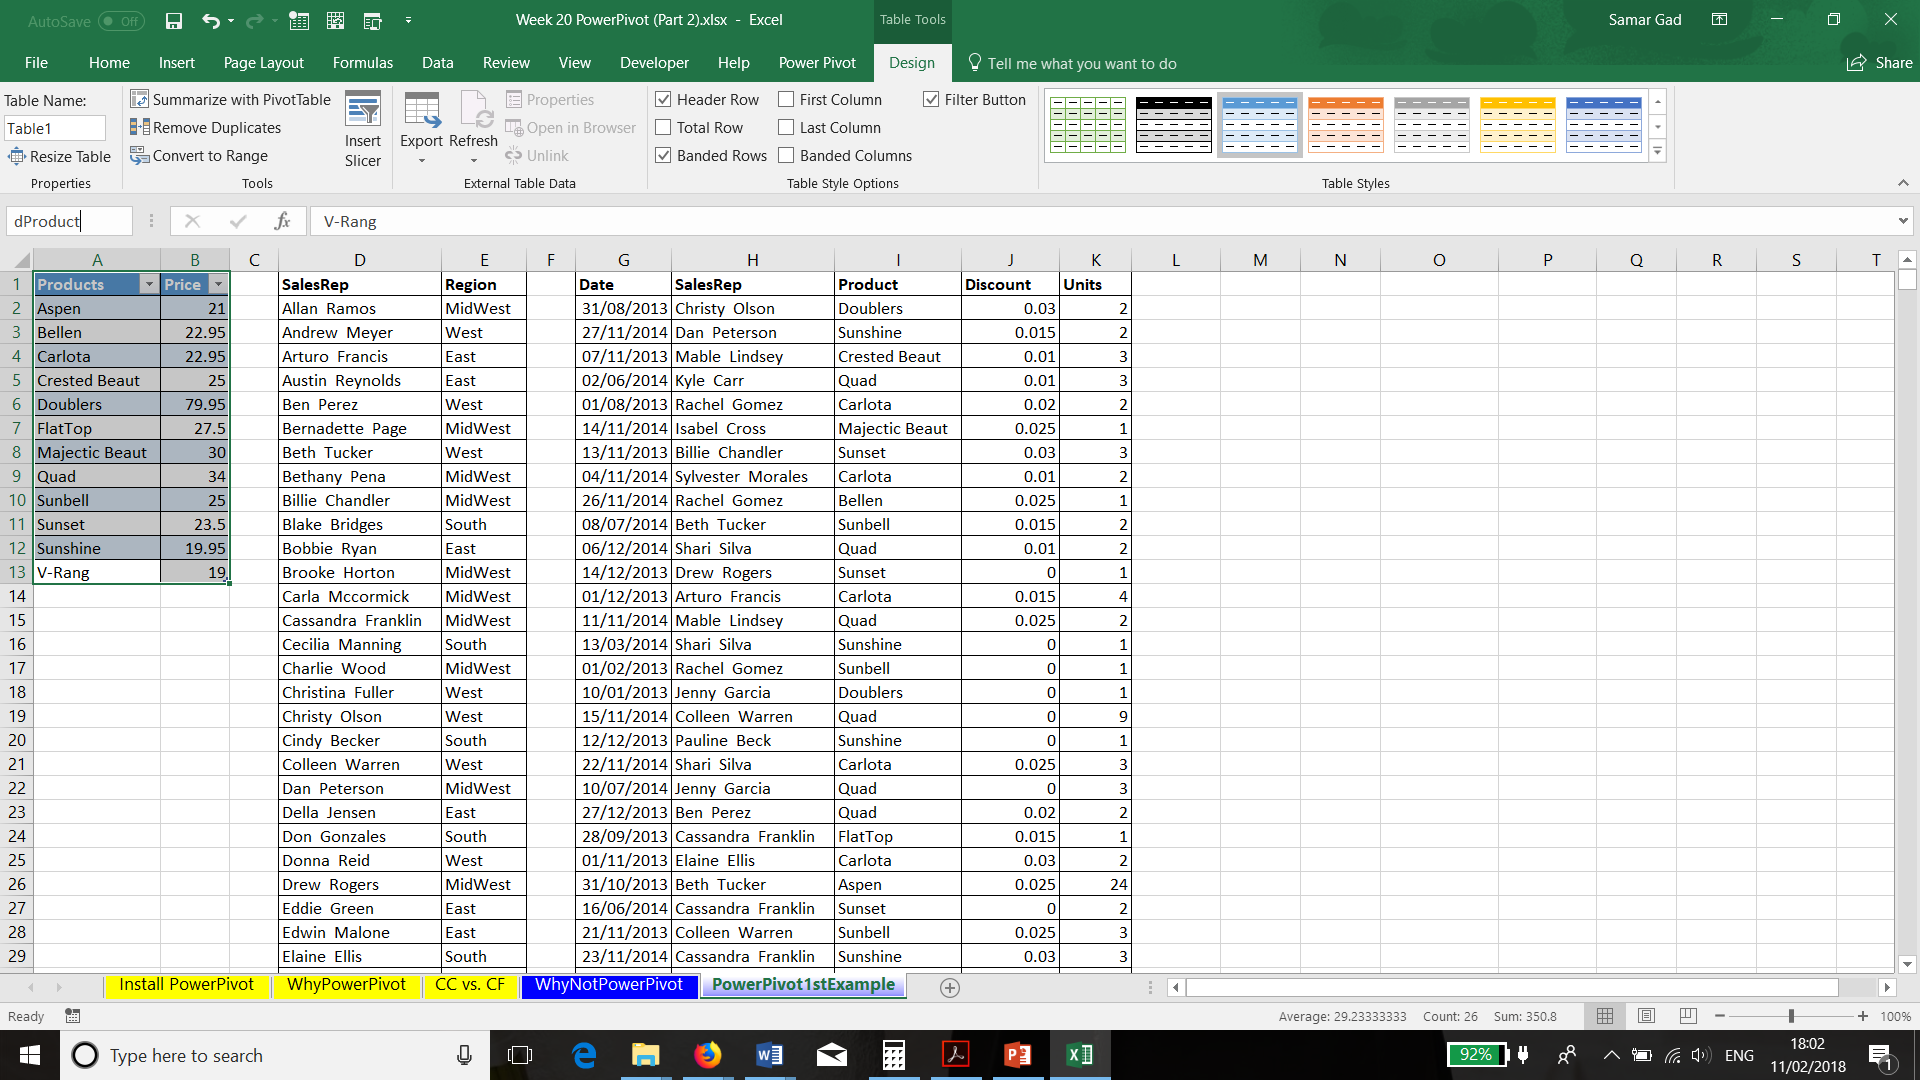 AutoSave Off
Week 20 PowerPivot (Part 2).xlsx - Excel
Table Tools
Samar Gad
File Home Insert Page Layout Formulas Data Review View Developer Help Power Pivot Design Tell me what you want to do Share
Table Name:
Table1
Resize Table
Properties
Summarize with PivotTable
Remove Duplicates
Convert to Range
Insert Slicer
Tools
Export Refresh
Properties
Open in Browser
Unlink
External Table Data
Header Row First Column Filter Button
Total Row Last Column
Banded Rows Banded Columns
Table Style Options
Table Styles
dProduct fx V-Rang
A B C D E F G H I J K L M N O P Q R S T
1 Products Price SalesRep Region Date SalesRep Product Discount Units
2 Aspen 21 Allan Ramos MidWest 31/08/2013 Christy Olson Doublers 0.03 2
3 Bellen 22.95 Andrew Meyer West 27/11/2014 Dan Peterson Sunshine 0.015 2
4 Carlota 22.95 Arturo Francis East 07/11/2013 Mable Lindsey Crested Beaut 0.01 3
5 Crested Beaut 25 Austin Reynolds East 02/06/2014 Kyle Carr Quad 0.01 3
6 Doublers 79.95 Ben Perez West 01/08/2013 Rachel Gomez Carlota 0.02 2
7 FlatTop 27.5 Bernadette Page MidWest 14/11/2014 Isabel Cross Majectic Beaut 0.025 1
8 Majectic Beaut 30 Beth Tucker West 13/11/2013 Billie Chandler Sunset 0.03 3
9 Quad 34 Bethany Pena MidWest 04/11/2014 Sylvester Morales Carlota 0.01 2
10 Sunbell 25 Billie Chandler MidWest 26/11/2014 Rachel Gomez Bellen 0.025 1
11 Sunset 23.5 Blake Bridges South 08/07/2014 Beth Tucker Sunbell 0.015 2
12 Sunshine 19.95 Bobbie Ryan East 06/12/2014 Shari Silva Quad 0.01 2
13 V-Rang 19 Brooke Horton MidWest 14/12/2013 Drew Rogers Sunset 0 1
14 Carla Mccormick MidWest 01/12/2013 Arturo Francis Carlota 0.015 4
15 Cassandra Franklin MidWest 11/11/2014 Mable Lindsey Quad 0.025 2
16 Cecilia Manning South 13/03/2014 Shari Silva Sunshine 0 1
17 Charlie Wood MidWest 01/02/2013 Rachel Gomez Sunbell 0 1
18 Christina Fuller West 10/01/2013 Jenny Garcia Doublers 0 1
19 Christy Olson West 15/11/2014 Colleen Warren Quad 0 9
20 Cindy Becker South 12/12/2013 Pauline Beck Sunshine 0 1
21 Colleen Warren West 22/11/2014 Shari Silva Carlota 0.025 3
22 Dan Peterson MidWest 10/07/2014 Jenny Garcia Quad 0 3
23 Della Jensen East 27/12/2013 Ben Perez Quad 0.02 2
24 Don Gonzales South 28/09/2013 Cassandra Franklin FlatTop 0.015 1
25 Donna Reid West 01/11/2013 Elaine Ellis Carlota 0.03 2
26 Drew Rogers MidWest 31/10/2013 Beth Tucker Aspen 0.025 24
27 Eddie Green East 16/06/2014 Cassandra Franklin Sunset 0 2
28 Edwin Malone East 21/11/2013 Colleen Warren Sunbell 0.025 3
29 Elaine Ellis South 23/11/2014 Cassandra Franklin Sunshine 0.03 3
Install PowerPivot WhyPowerPivot CC vs. CF WhyNotPowerPivot PowerPivot1stExample
Ready Average: 29.23333333 Count: 26 Sum: 350.8 100%
Type here to search 92% ENG 18:02
11/02/2018 1